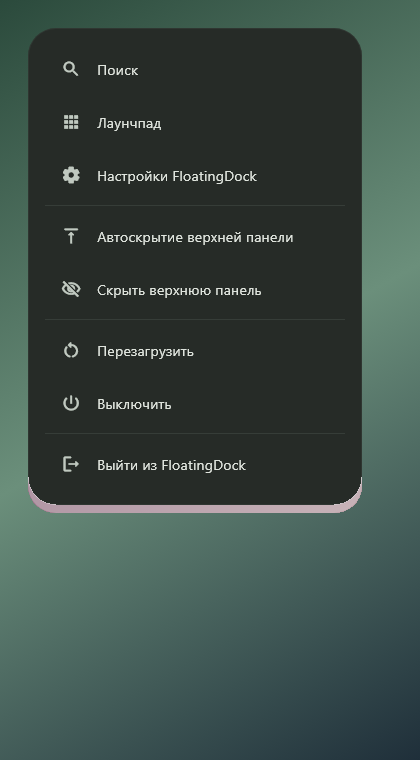 Поиск
Лаунчпад
Настройки FloatingDock
Автоскрытие верхней панели
Скрыть верхнюю панель
Перезагрузить
Выключить
Выйти из FloatingDock